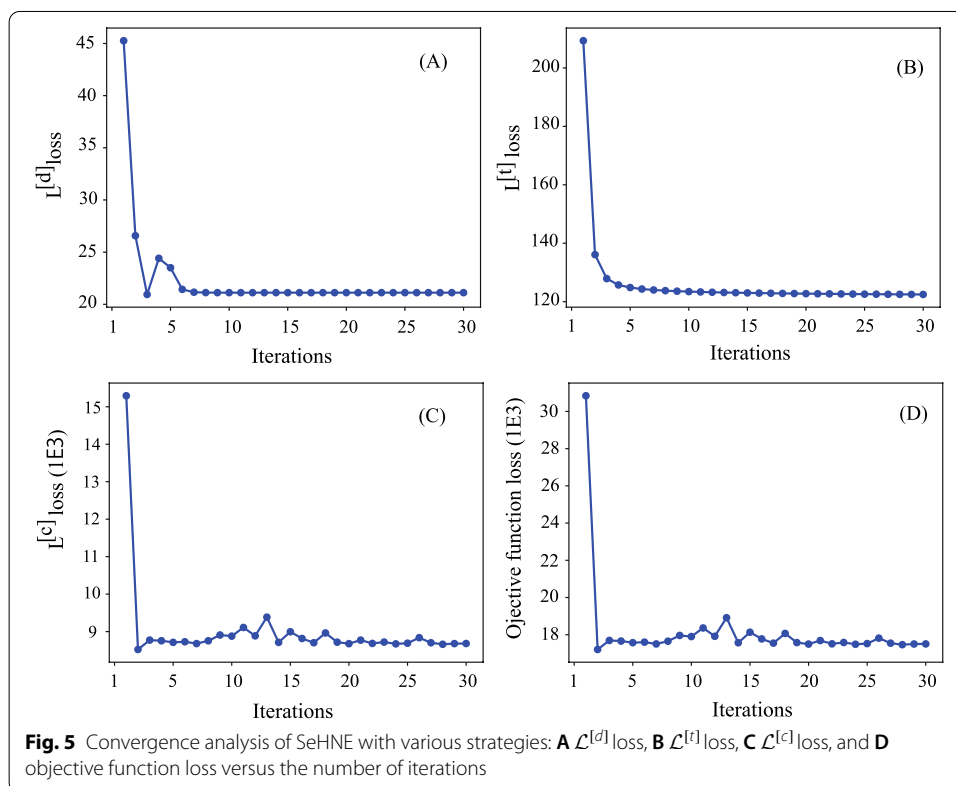 (A)
L[d] loss
45
40
35
30
25
20
1 5 10 15 20 25 30
Iterations
(B)
L[t] loss
200
180
160
140
120
1 5 10 15 20 25 30
Iterations
(C)
L[c] loss (1E3)
15
14
13
12
11
10
9
1 5 10 15 20 25 30
Iterations
(D)
Ojective function loss (1E3)
30
28
26
24
22
20
18
1 5 10 15 20 25 30
Iterations
Fig. 5 Convergence analysis of SeHNE with various strategies: A ℒ[d] loss, B ℒ[t] loss, C ℒ[c] loss, and D
objective function loss versus the number of iterations